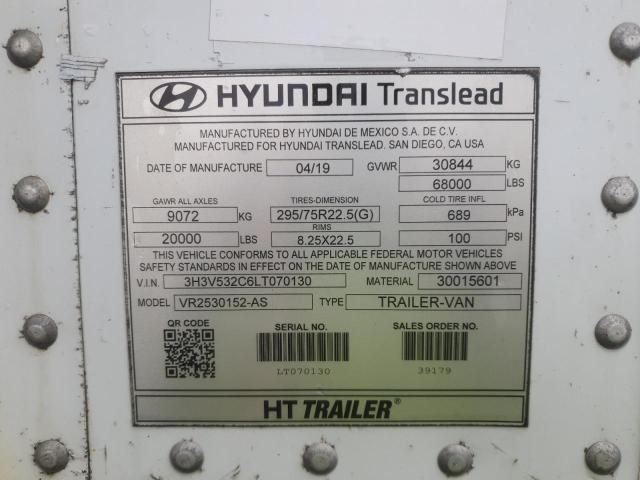 HYUNDAI Translead
MANUFACTURED BY HYUNDAI DE MEXICO S.A. DE C.V.
MANUFACTURED FOR HYUNDAI TRANSLEAD. SAN DIEGO, CA USA
DATE OF MANUFACTURE 04/19 GVWR 30844 KG
68000 LBS
GAWR ALL AXLES TIRES-DIMENSION COLD TIRE INFL
9072 KG 295/75R22.5(G) 689 kPa
RIMS
20000 LBS 8.25X22.5 100 PSI
THIS VEHICLE CONFORMS TO ALL APPLICABLE FEDERAL MOTOR VEHICLES
SAFETY STANDARDS IN EFFECT ON THE DATE OF MANUFACTURE SHOWN ABOVE
V.I.N. 3H3V532C6LT070130 MATERIAL 30015601
MODEL VR2530152-AS TYPE TRAILER-VAN
QR CODE SERIAL NO. SALES ORDER NO.
LT070130 39179
HT TRAILER®